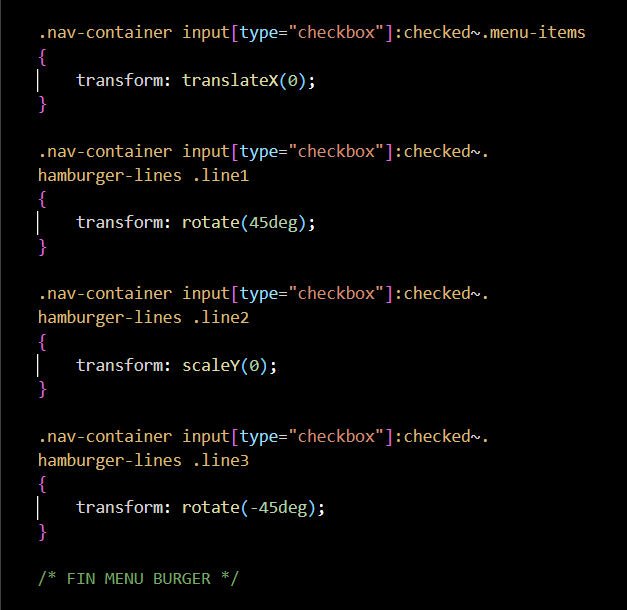 .nav-container input[type="checkbox"]:checked~.menu-items
{
transform: translateX(0);
}
.nav-container input[type="checkbox"]:checked~.
hamburger-lines .line1
{
transform: rotate(45deg);
}
.nav-container input[type="checkbox"]:checked~.
hamburger-lines .line2
{
transform: scaleY(0);
}
.nav-container input[type="checkbox"]:checked~.
hamburger-lines .line3
{
transform: rotate(-45deg);
}
/* FIN MENU BURGER */